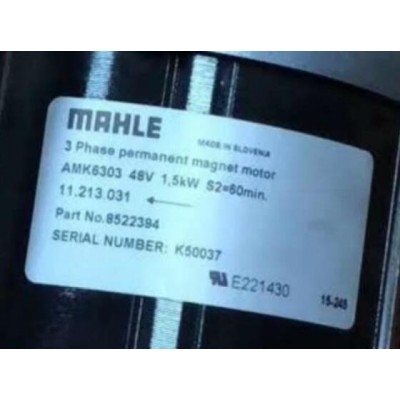 MAHLE
MADE IN SLOVENIA
3 Phase permanent magnet motor
AMK6303 48V 1,5kW S2=60min.
11.213.031
Part No.8522394
SERIAL NUMBER: K50037
E221430
15-245